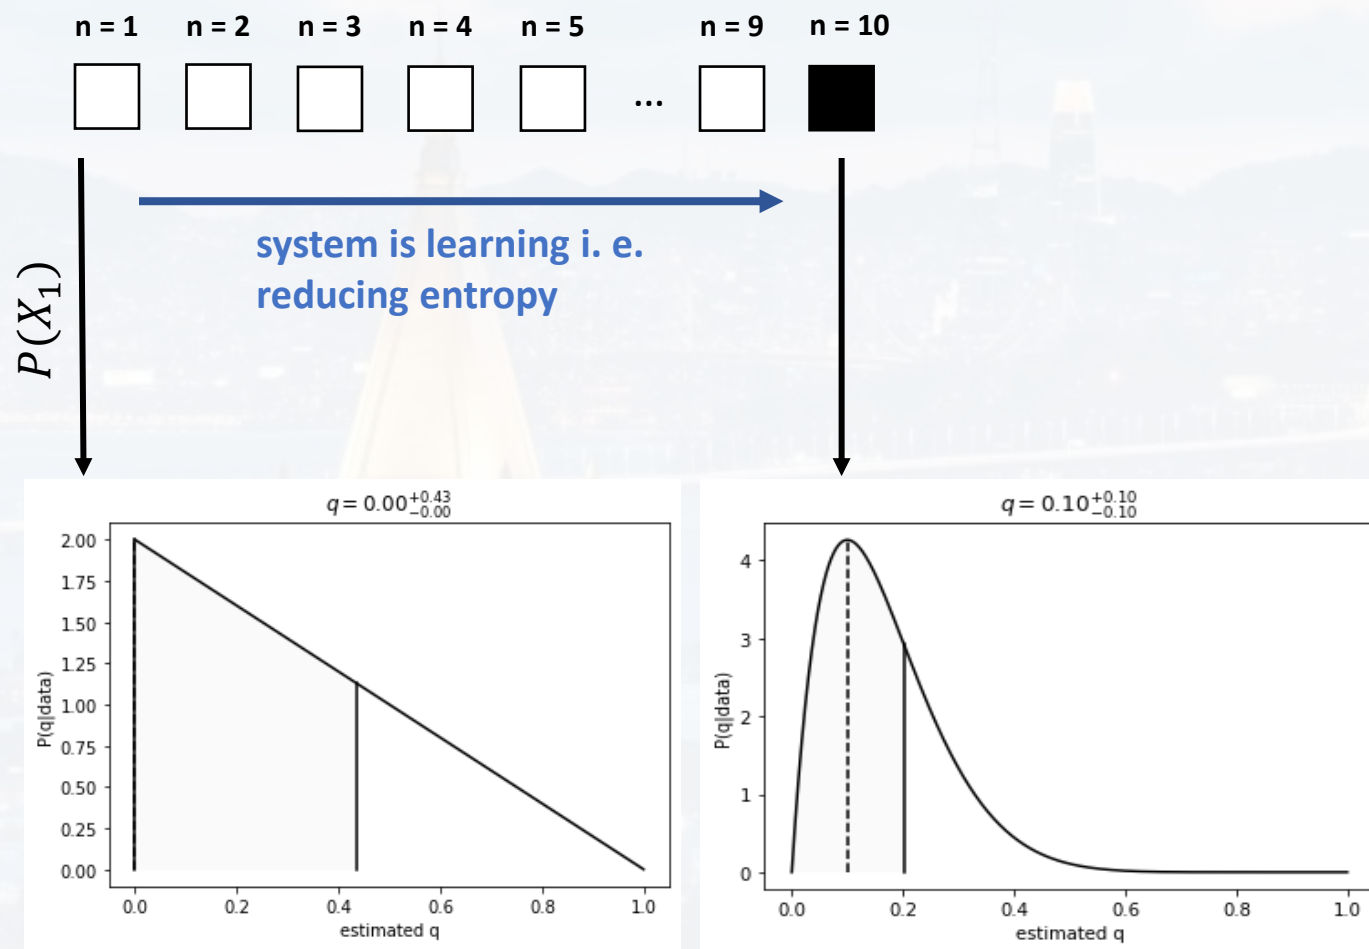 n = 1 n = 2 n = 3 n = 4 n = 5 n = 9 n = 10
...
system is learning i. e.
reducing entropy
P(X₁)
q = 0.00 +0.43 −0.00
2.00
1.75
1.50
1.25
1.00
0.75
0.50
0.25
0.00
P(q|data)
0.0 0.2 0.4 0.6 0.8 1.0
estimated q
q = 0.10 +0.10 −0.10
4
3
2
1
0
P(q|data)
0.0 0.2 0.4 0.6 0.8 1.0
estimated q